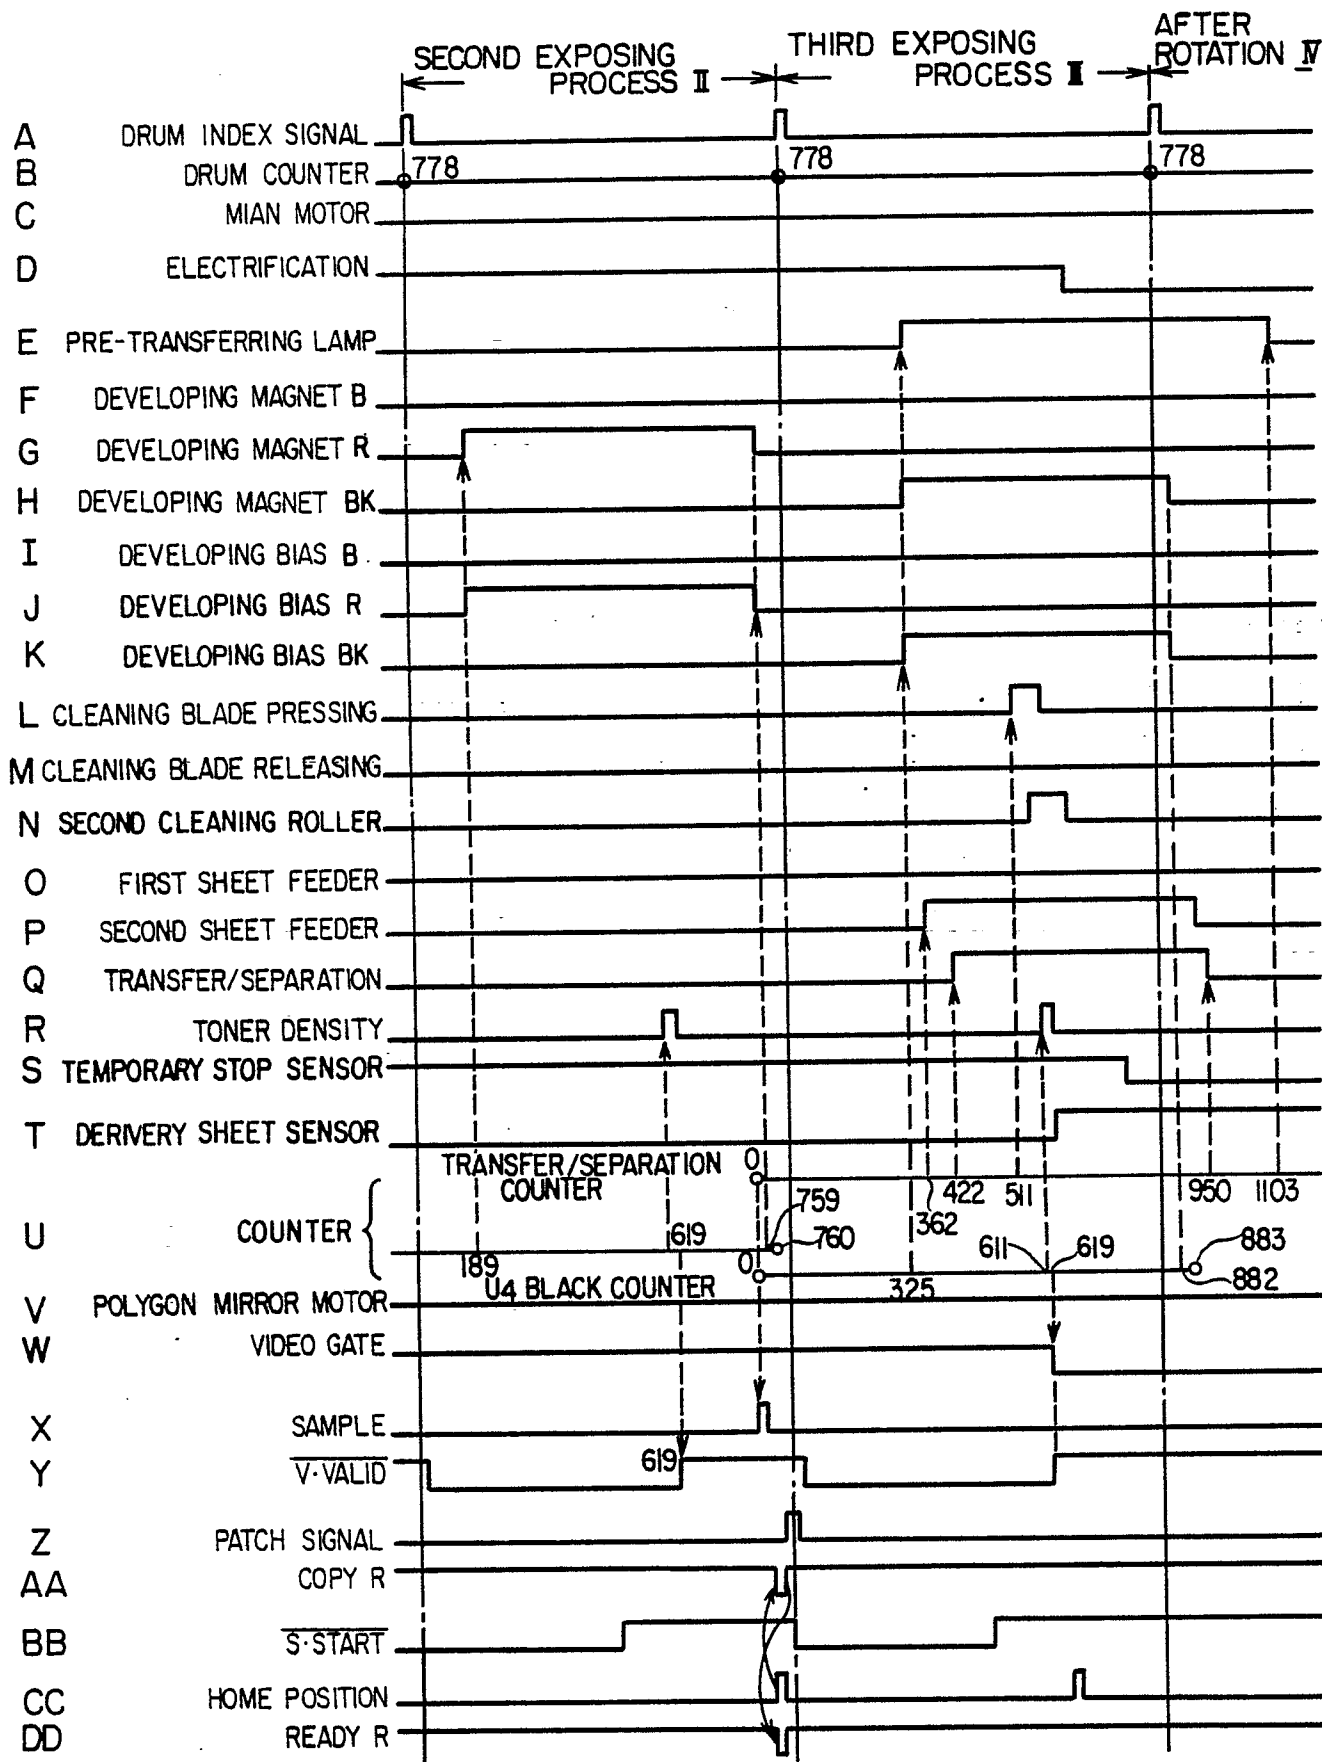 SECOND EXPOSING
PROCESS II
THIRD EXPOSING
PROCESS III
AFTER
ROTATION IV
A DRUM INDEX SIGNAL
B DRUM COUNTER 778 778 778
C MIAN MOTOR
D ELECTRIFICATION
E PRE-TRANSFERRING LAMP
F DEVELOPING MAGNET B
G DEVELOPING MAGNET R
H DEVELOPING MAGNET BK
I DEVELOPING BIAS B
J DEVELOPING BIAS R
K DEVELOPING BIAS BK
L CLEANING BLADE PRESSING
M CLEANING BLADE RELEASING
N SECOND CLEANING ROLLER
O FIRST SHEET FEEDER
P SECOND SHEET FEEDER
Q TRANSFER/SEPARATION
R TONER DENSITY
S TEMPORARY STOP SENSOR
T DERIVERY SHEET SENSOR
TRANSFER/SEPARATION 0
COUNTER
362 422 511 950 1103
U COUNTER
189 619 759 760
U4 BLACK COUNTER 0
325 611 619 883 882
V POLYGON MIRROR MOTOR
W VIDEO GATE
X SAMPLE
Y V·VALID 619
Z PATCH SIGNAL
AA COPY R
BB S·START
CC HOME POSITION
DD READY R